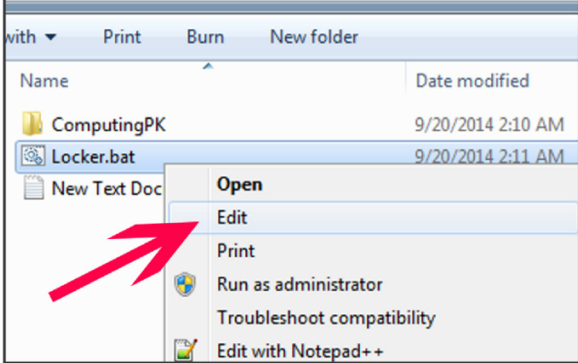 with Print Burn New folder
Name Date modified
ComputingPK 9/20/2014 2:10 AM
Locker.bat 9/20/2014 2:11 AM
New Text Doc
Open
Edit
Print
Run as administrator
Troubleshoot compatibility
Edit with Notepad++